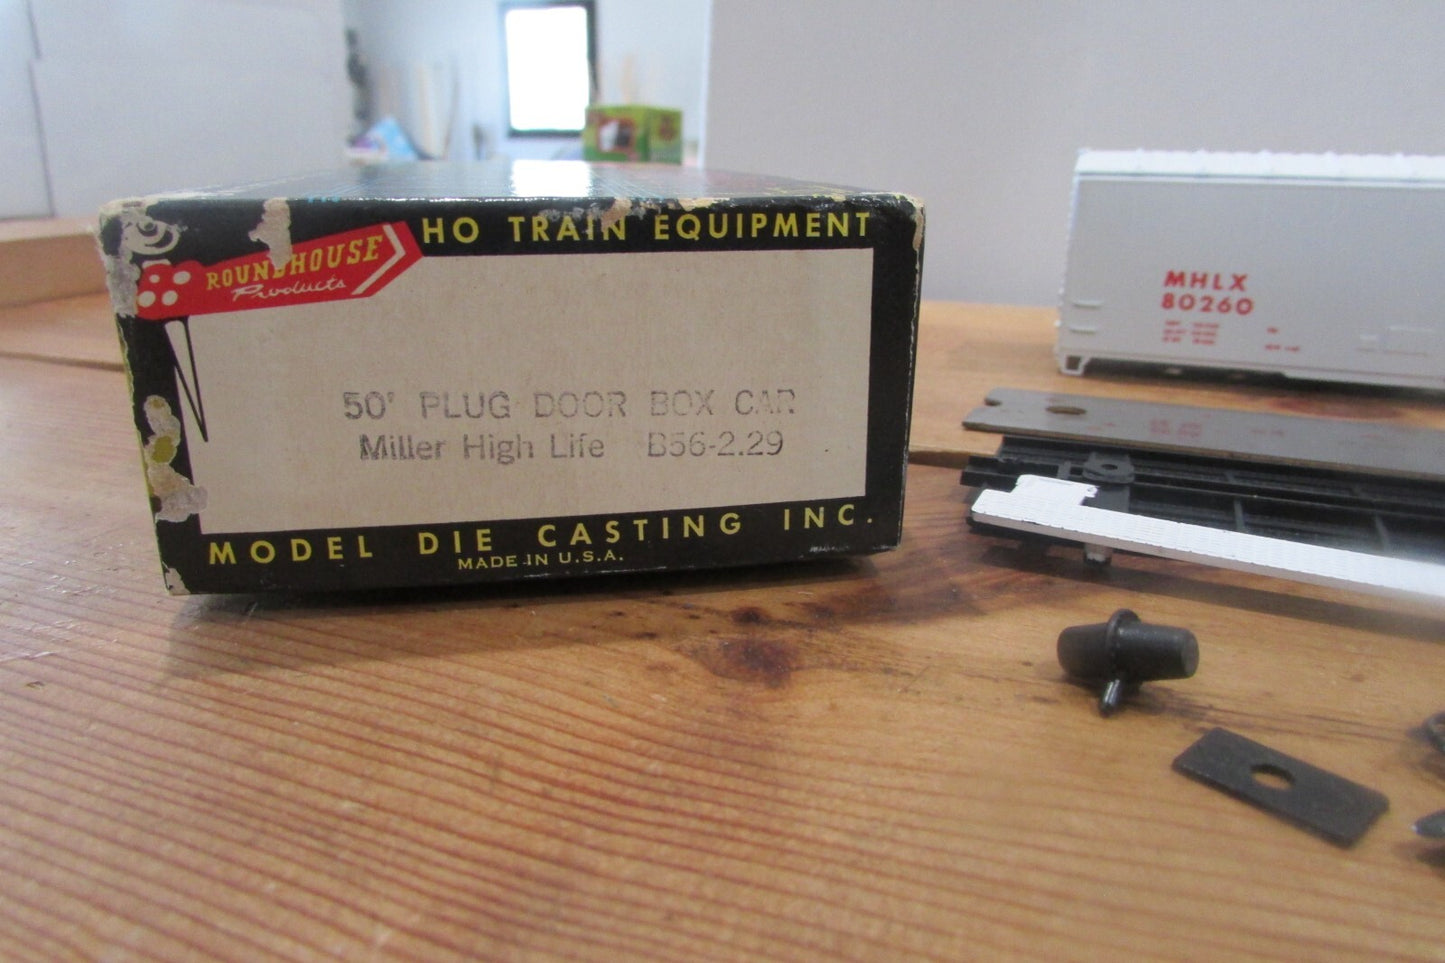 HO TRAIN EQUIPMENT
ROUNDHOUSE
Products
50' PLUG DOOR BOX CAR
Miller High Life B56-2.29
MODEL DIE CASTING INC.
MADE IN U.S.A.
MHLX
80260